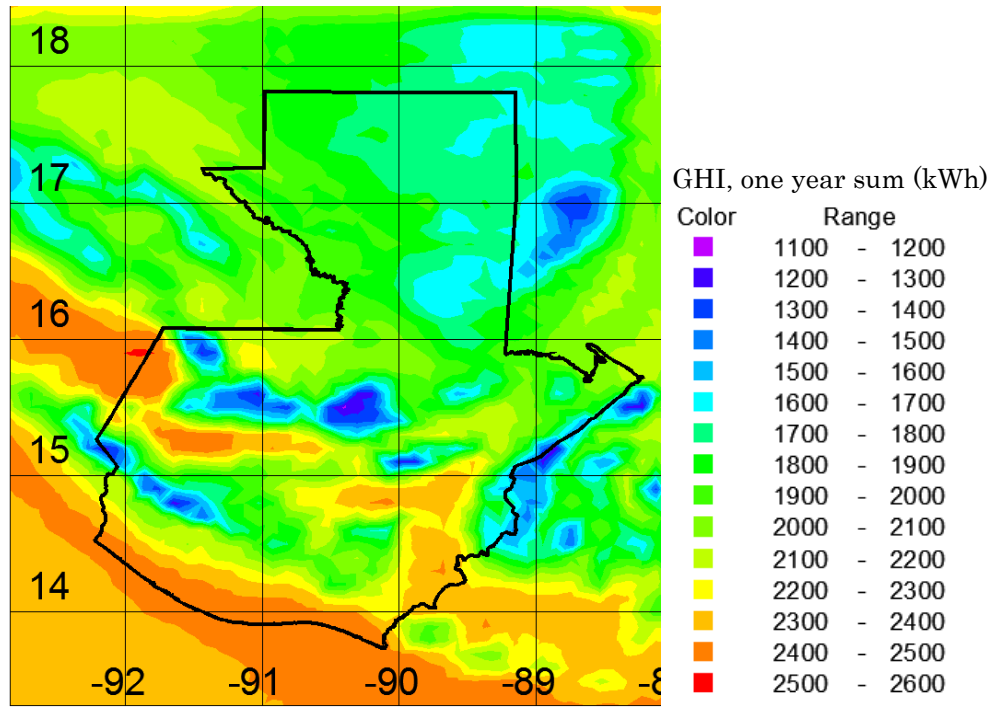 18
17
16
15
14
-92 -91 -90 -89 -8
GHI, one year sum (kWh)
Color Range
1100 - 1200
1200 - 1300
1300 - 1400
1400 - 1500
1500 - 1600
1600 - 1700
1700 - 1800
1800 - 1900
1900 - 2000
2000 - 2100
2100 - 2200
2200 - 2300
2300 - 2400
2400 - 2500
2500 - 2600